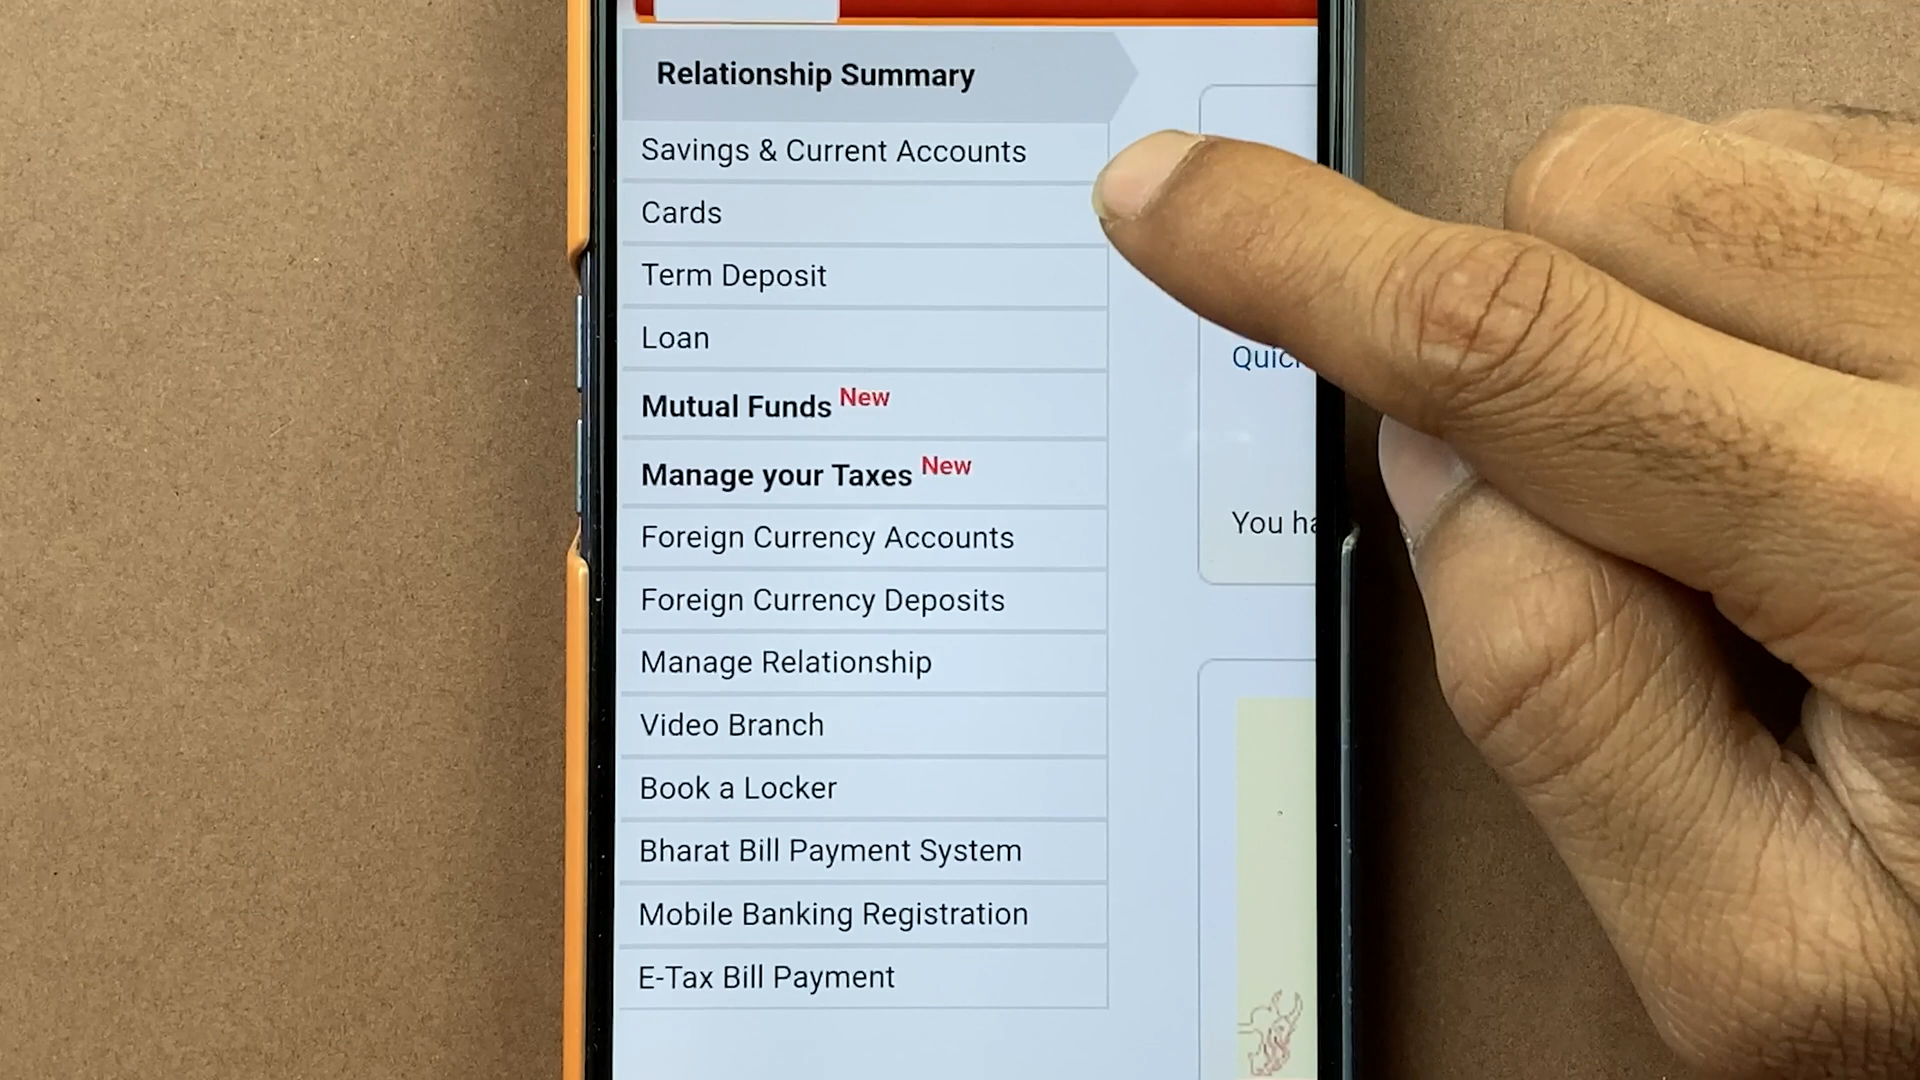 Relationship Summary
Savings & Current Accounts
Cards
Term Deposit
Loan
Mutual Funds New
Manage your Taxes New
Foreign Currency Accounts
Foreign Currency Deposits
Manage Relationship
Video Branch
Book a Locker
Bharat Bill Payment System
Mobile Banking Registration
E-Tax Bill Payment
You